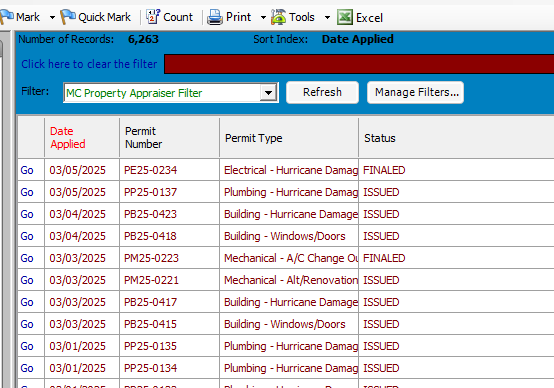 Mark Quick Mark Count Print Tools Excel
Number of Records: 6,263 Sort Index: Date Applied
Click here to clear the filter
Filter: MC Property Appraiser Filter Refresh Manage Filters...
Date Applied Permit Number Permit Type Status
Go 03/05/2025 PE25-0234 Electrical - Hurricane Damag FINALED
Go 03/05/2025 PP25-0137 Plumbing - Hurricane Damag ISSUED
Go 03/04/2025 PB25-0423 Building - Hurricane Damage ISSUED
Go 03/04/2025 PB25-0418 Building - Windows/Doors ISSUED
Go 03/03/2025 PM25-0223 Mechanical - A/C Change Ou FINALED
Go 03/03/2025 PM25-0221 Mechanical - Alt/Renovation ISSUED
Go 03/03/2025 PB25-0417 Building - Hurricane Damage ISSUED
Go 03/03/2025 PB25-0415 Building - Windows/Doors ISSUED
Go 03/01/2025 PP25-0135 Plumbing - Hurricane Damag ISSUED
Go 03/01/2025 PP25-0134 Plumbing - Hurricane Damag ISSUED